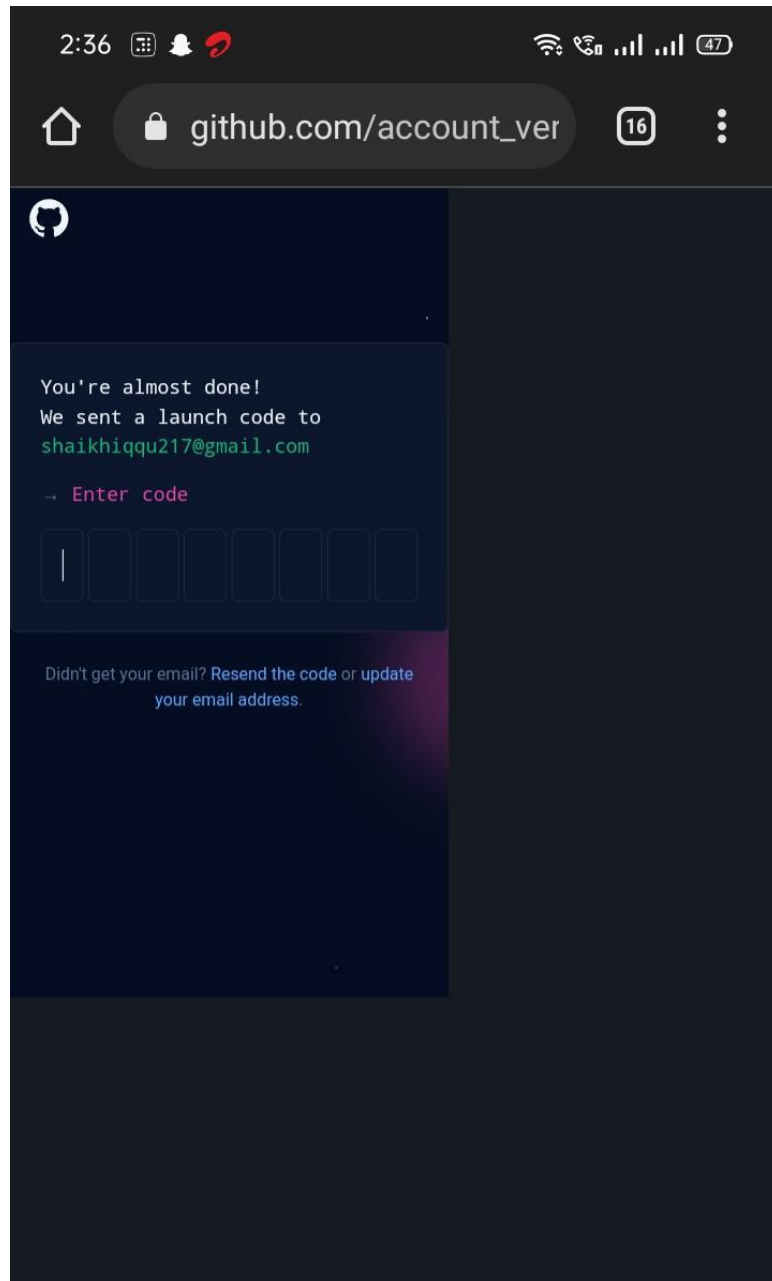 2:36
47
github.com/account_ver
16
You're almost done!
We sent a launch code to
shaikhiqqu217@gmail.com
→ Enter code
Didn't get your email? Resend the code or update
your email address.